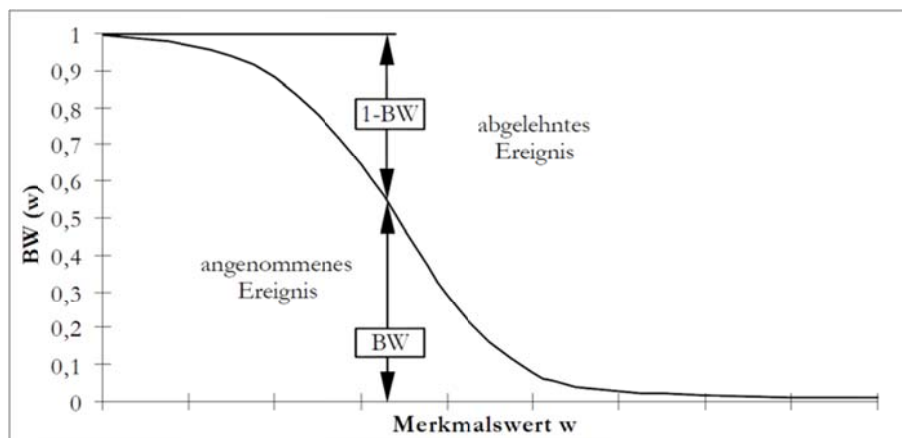 1
0,9
0,8
0,7
0,6
0,5
0,4
0,3
0,2
0,1
0
BW (w)
1-BW
abgelehntes
Ereignis
angenommenes
Ereignis
BW
Merkmalswert w